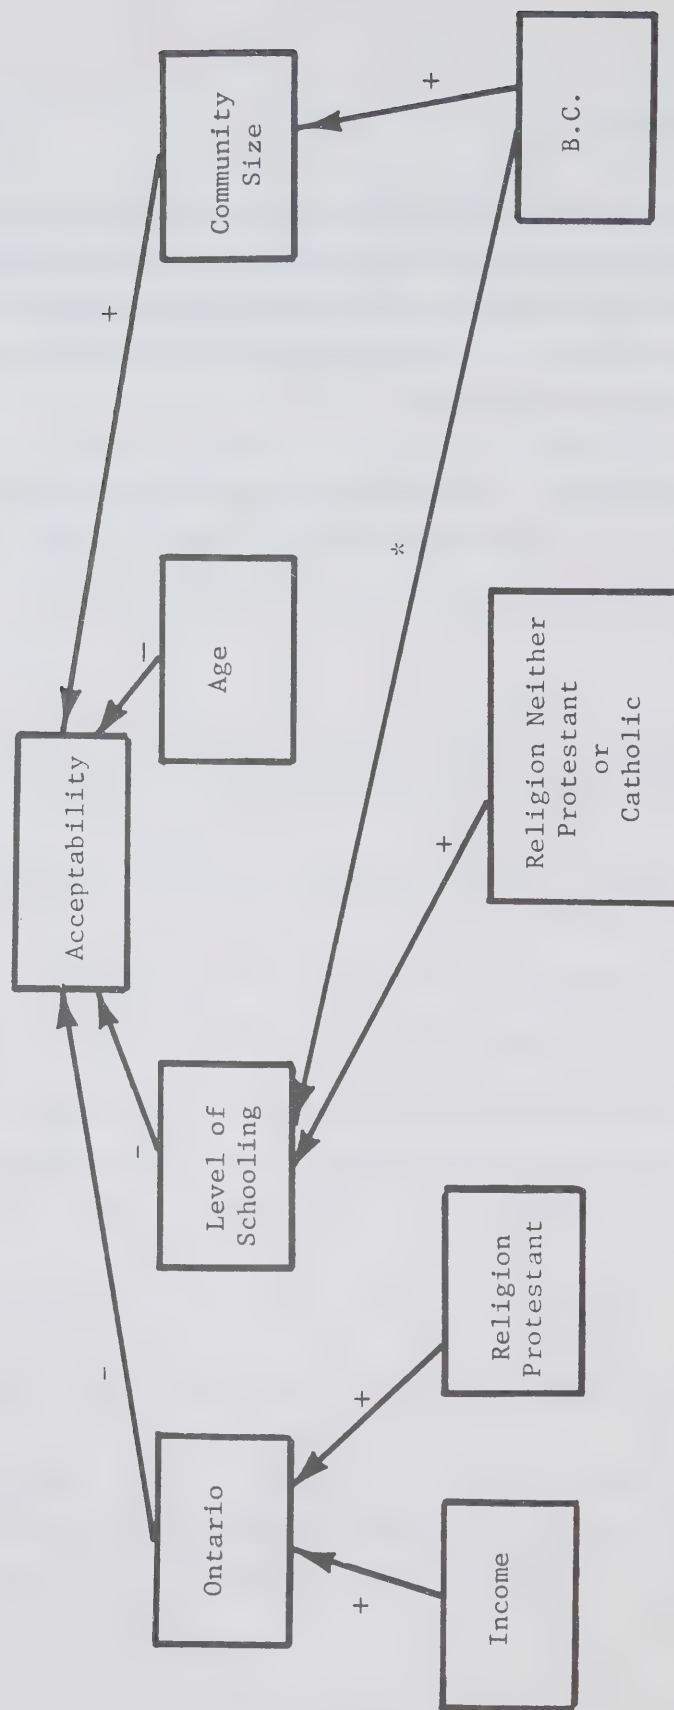 Acceptability
-
-
-
+
Ontario
Level of
Schooling
Age
Community
Size
+
+
+
*
+
Income
Religion
Protestant
Religion Neither
Protestant
or
Catholic
B.C.